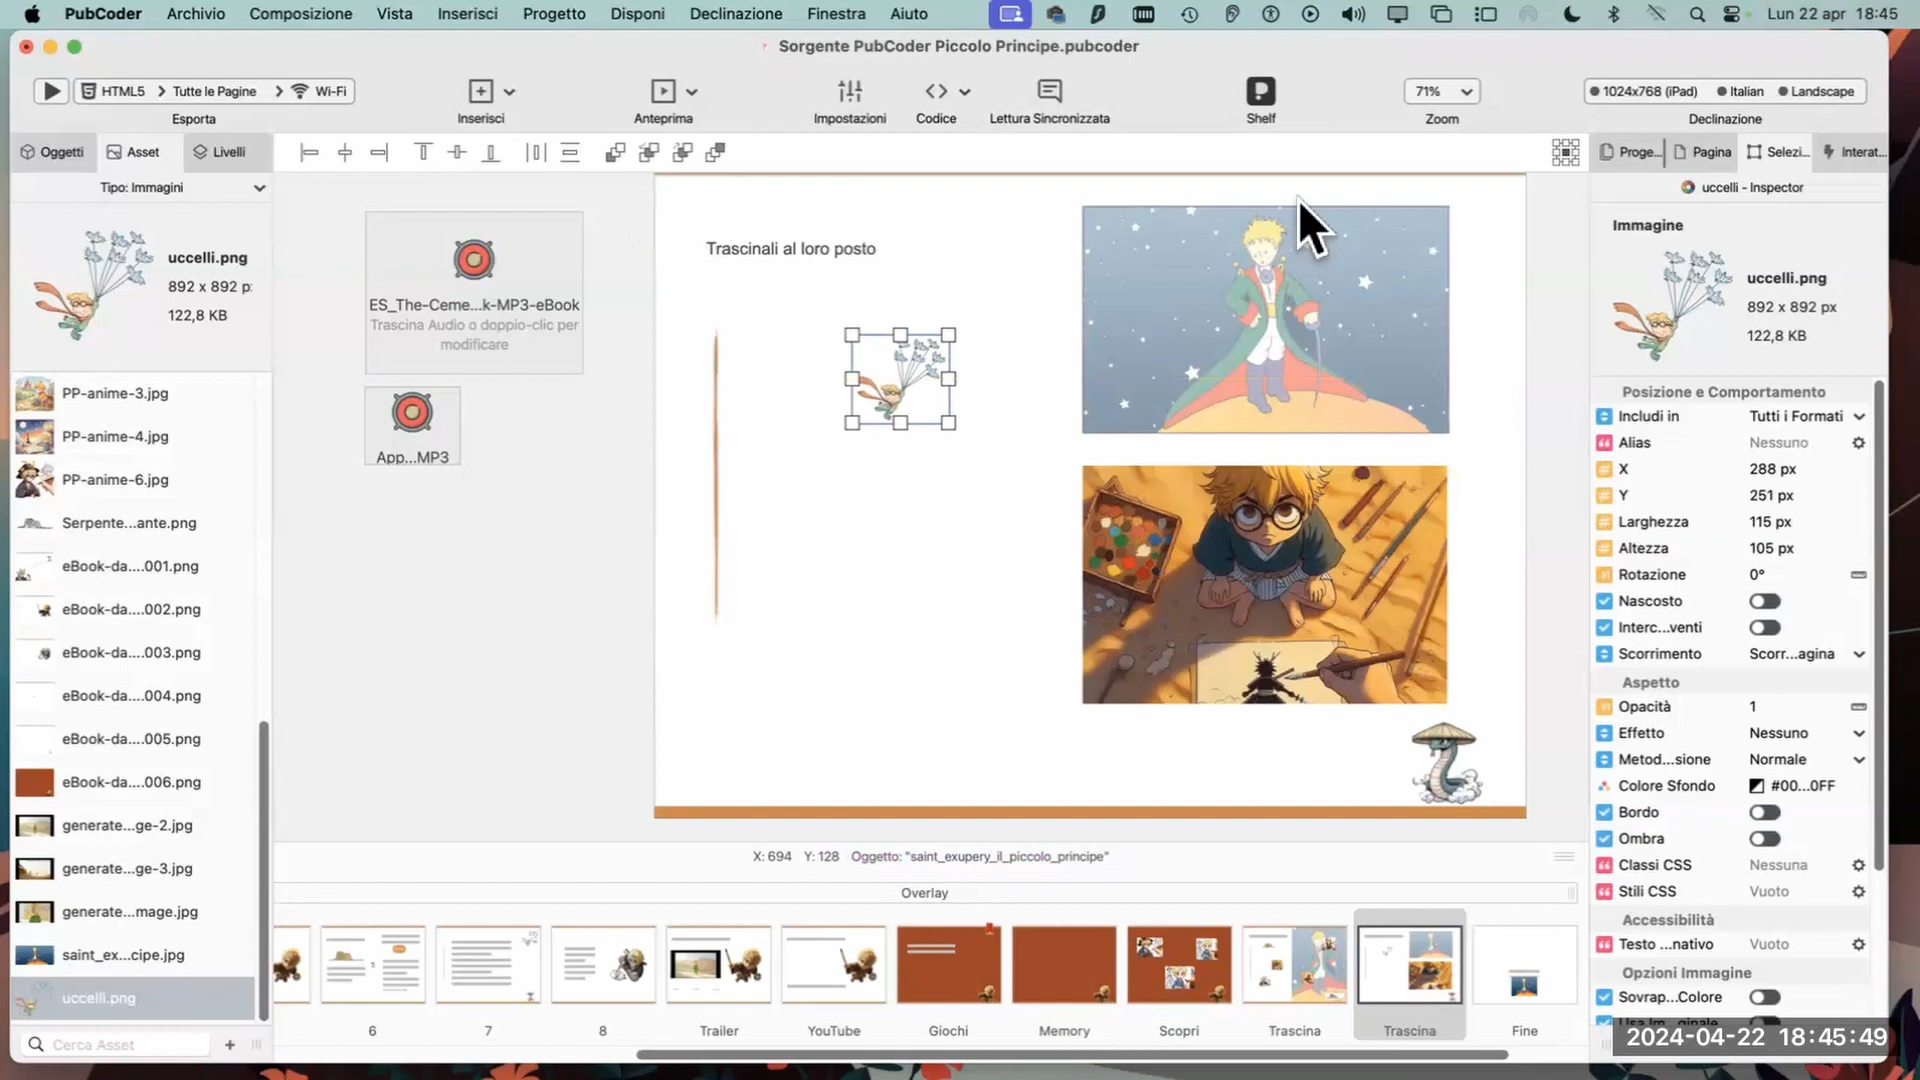 PubCoder Archivio Composizione Vista Inserisci Progetto Disponi Declinazione Finestra Aiuto Lun 22 apr 18:45
Sorgente PubCoder Piccolo Principe.pubcoder
HTML5 Tutte le Pagine Wi-Fi
Esporta
Inserisci
Anteprima
Impostazioni
Codice
Lettura Sincronizzata
Shelf
71%
Zoom
1024x768 (iPad) Italian Landscape
Declinazione
Oggetti Asset Livelli
Tipo: Immagini
uccelli.png
892 x 892 p
122,8 KB
PP-anime-3.jpg
PP-anime-4.jpg
PP-anime-6.jpg
Serpente...ante.png
eBook-da....001.png
eBook-da....002.png
eBook-da....003.png
eBook-da....004.png
eBook-da....005.png
eBook-da....006.png
generate...ge-2.jpg
generate...ge-3.jpg
generate...mage.jpg
saint_ex...cipe.jpg
uccelli.png
Cerca Asset
ES_The-Ceme...k-MP3-eBook
Trascina Audio o doppio-clic per
modificare
App...MP3
Trascinali al loro posto
X: 694 Y: 128 Oggetto: "saint_exupery_il_piccolo_principe"
Overlay
6 7 8 Trailer YouTube Giochi Memory Scopri Trascina Trascina Fine
Proge... Pagina Selezi... Interat...
uccelli - Inspector
Immagine
uccelli.png
892 x 892 px
122,8 KB
Posizione e Comportamento
Includi in Tutti i Formati
Alias Nessuno
X 288 px
Y 251 px
Larghezza 115 px
Altezza 105 px
Rotazione 0°
Nascosto
Interc...venti
Scorrimento Scorr...agina
Aspetto
Opacità 1
Effetto Nessuno
Metod...sione Normale
Colore Sfondo #00...0FF
Bordo
Ombra
Classi CSS Nessuna
Stili CSS Vuoto
Accessibilità
Testo ...nativo Vuoto
Opzioni Immagine
Sovrap...Colore
2024-04-22 18:45:49